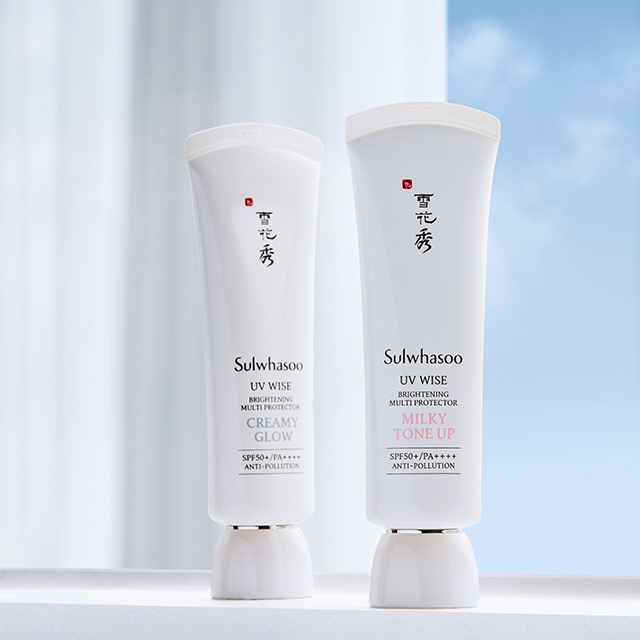 雪花秀
Sulwhasoo
UV WISE
BRIGHTENING
MULTI PROTECTOR
CREAMY
GLOW
SPF50+/PA++++
ANTI-POLLUTION
雪花秀
Sulwhasoo
UV WISE
BRIGHTENING
MULTI PROTECTOR
MILKY
TONE UP
SPF50+/PA++++
ANTI-POLLUTION